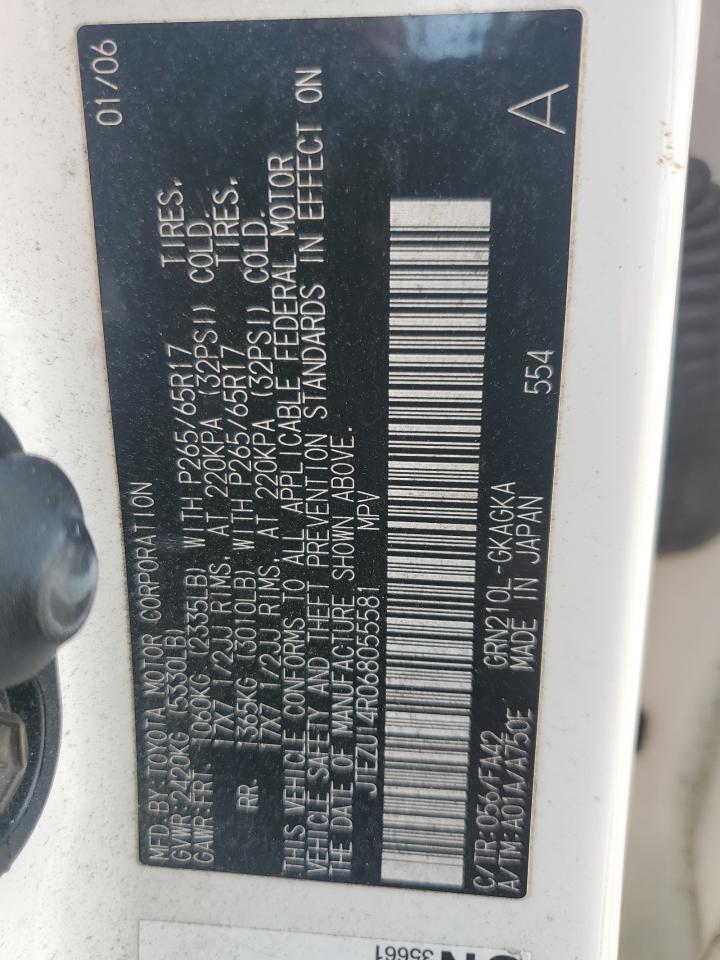 MFD. BY: TOYOTA MOTOR CORPORATION 01/06
GVWR: 2420KG (5330LB)
GAWR: FRT. 1060KG (2335LB) WITH P265/65R17 TIRES,
17X7 1/2JJ RIMS, AT 220KPA (32PSI) COLD.
RR. 1365KG (3010LB) WITH P265/65R17 TIRES,
17X7 1/2JJ RIMS, AT 220KPA (32PSI) COLD.
THIS VEHICLE CONFORMS TO ALL APPLICABLE FEDERAL MOTOR
VEHICLE SAFETY AND THEFT PREVENTION STANDARDS IN EFFECT ON
THE DATE OF MANUFACTURE SHOWN ABOVE.
JTEZU14R068055581 MPV
C/TR: 056/FA42 GRN210L-GKAGKA 554 A
A/TM: A01A/A750E MADE IN JAPAN
35661